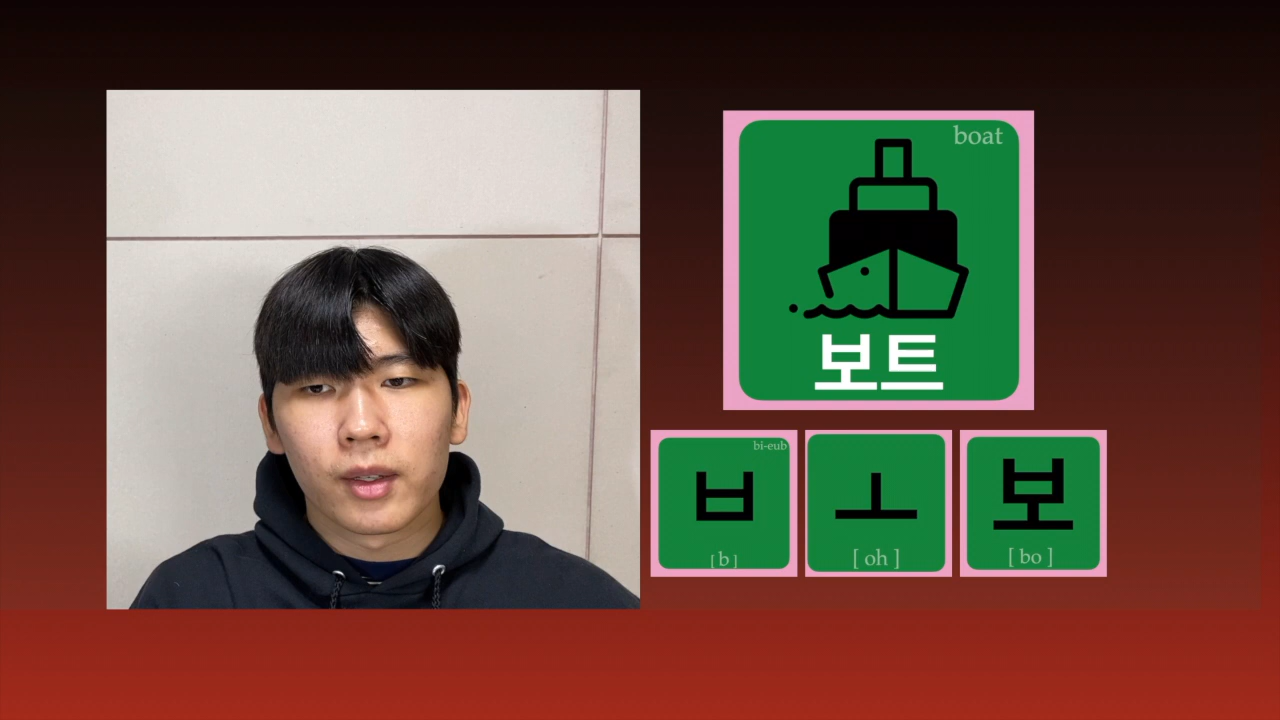 boat
보트
bi-eub
ㅂ
[ b ]
ㅗ
[ oh ]
보
[ bo ]